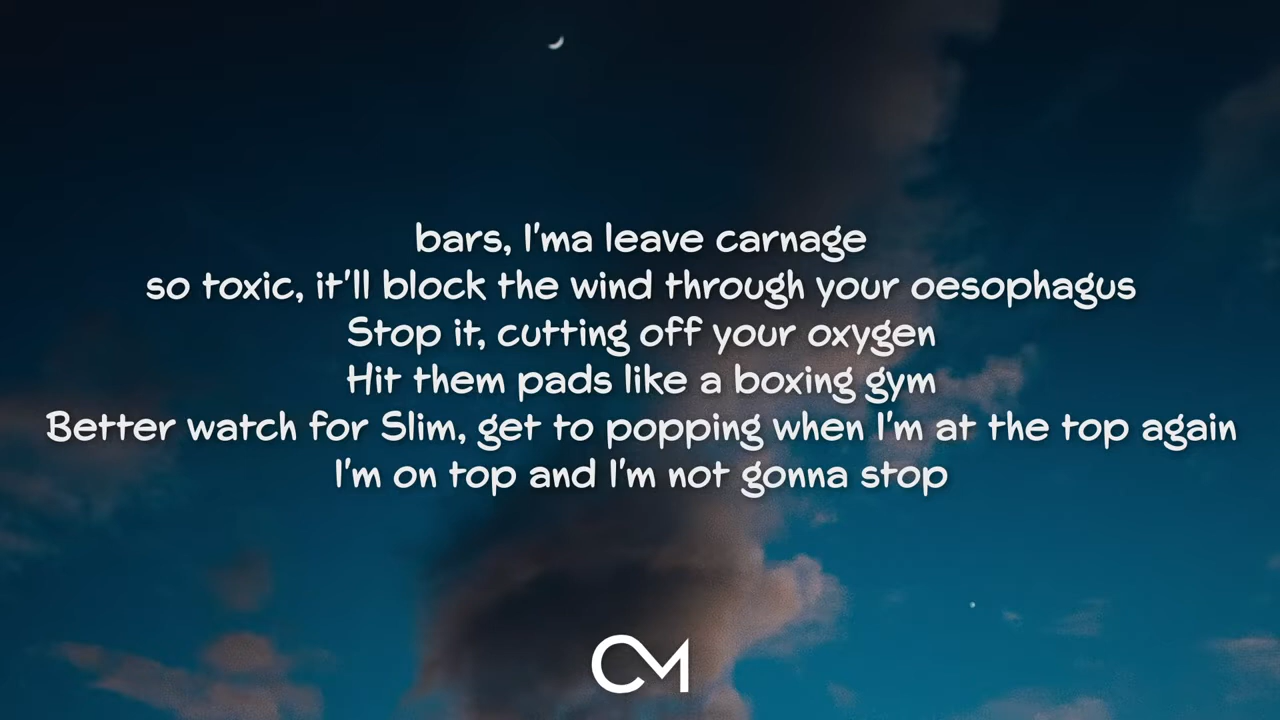 bars, I'ma leave carnage
so toxic, it'll block the wind through your oesophagus
Stop it, cutting off your oxygen
Hit them pads like a boxing gym
Better watch for Slim, get to popping when I'm at the top again
I'm on top and I'm not gonna stop
CM